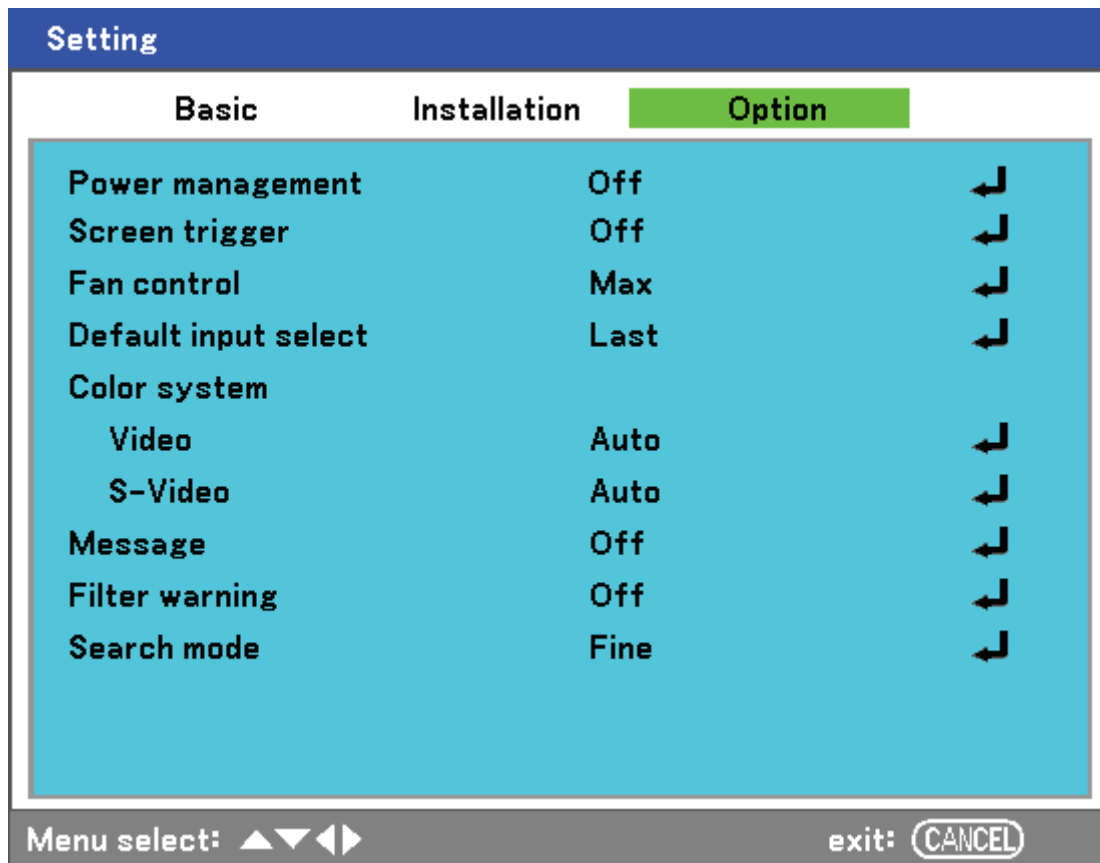 Setting
Basic Installation Option
Power management Off
Screen trigger Off
Fan control Max
Default input select Last
Color system
Video Auto
S-Video Auto
Message Off
Filter warning Off
Search mode Fine
Menu select: ▲▼◀▶ exit: CANCEL